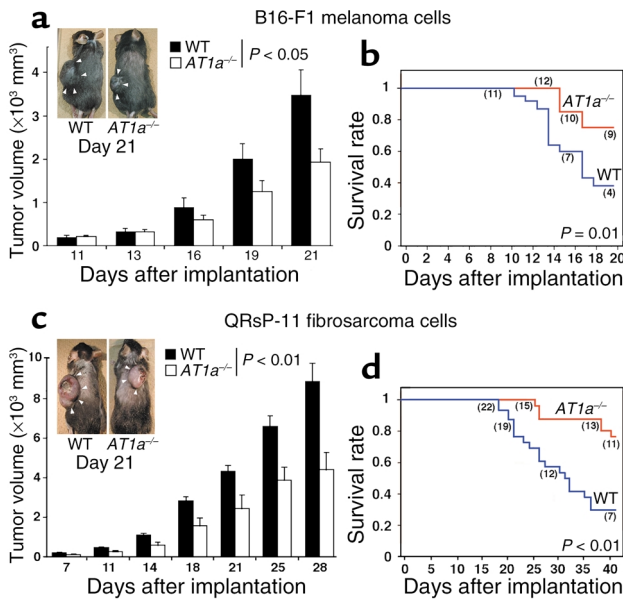 a
B16-F1 melanoma cells
WT
AT1a–/–
P < 0.05
WT AT1a–/–
Day 21
Tumor volume (×10³ mm³)
4
3
2
1
0
11 13 16 19 21
Days after implantation
b
Survival rate
1
0.8
0.6
0.4
0.2
0
(11)
(12)
AT1a–/–
(10)
(9)
(7)
WT
(4)
P = 0.01
0 2 4 6 8 10 12 14 16 18 20
Days after implantation
c
QRsP-11 fibrosarcoma cells
WT
AT1a–/–
P < 0.01
WT AT1a–/–
Day 21
Tumor volume (×10³ mm³)
10
8
6
4
2
0
7 11 14 18 21 25 28
Days after implantation
d
Survival rate
1
0.8
0.6
0.4
0.2
0
(22)
(15)
AT1a–/–
(19)
(13)
(11)
(12)
WT
(7)
P < 0.01
0 5 10 15 20 25 30 35 40
Days after implantation